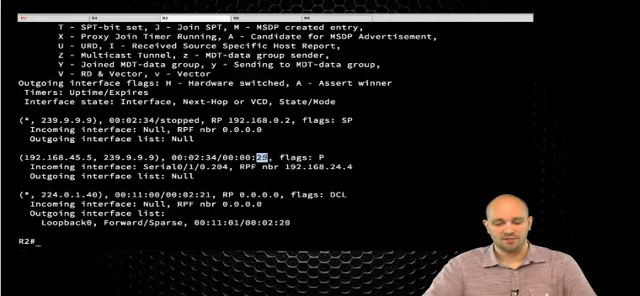 T - SPT-bit set, J - Join SPT, M - MSDP created entry,
X - Proxy Join Timer Running, A - Candidate for MSDP Advertisement,
U - URD, I - Received Source Specific Host Report,
Z - Multicast Tunnel, z - MDT-data group sender,
Y - Joined MDT-data group, y - Sending to MDT-data group,
V - RD & Vector, v - Vector
Outgoing interface flags: H - Hardware switched, A - Assert winner
Timers: Uptime/Expires
Interface state: Interface, Next-Hop or VCD, State/Mode
(*, 239.9.9.9), 00:02:34/stopped, RP 192.168.0.2, flags: SP
Incoming interface: Null, RPF nbr 0.0.0.0
Outgoing interface list: Null
(192.168.45.5, 239.9.9.9), 00:02:34/00:00:25, flags: P
Incoming interface: Serial0/1/0.204, RPF nbr 192.168.24.4
Outgoing interface list: Null
(*, 224.0.1.40), 00:11:00/00:02:21, RP 0.0.0.0, flags: DCL
Incoming interface: Null, RPF nbr 0.0.0.0
Outgoing interface list:
Loopback0, Forward/Sparse, 00:11:01/00:02:20
R2#_